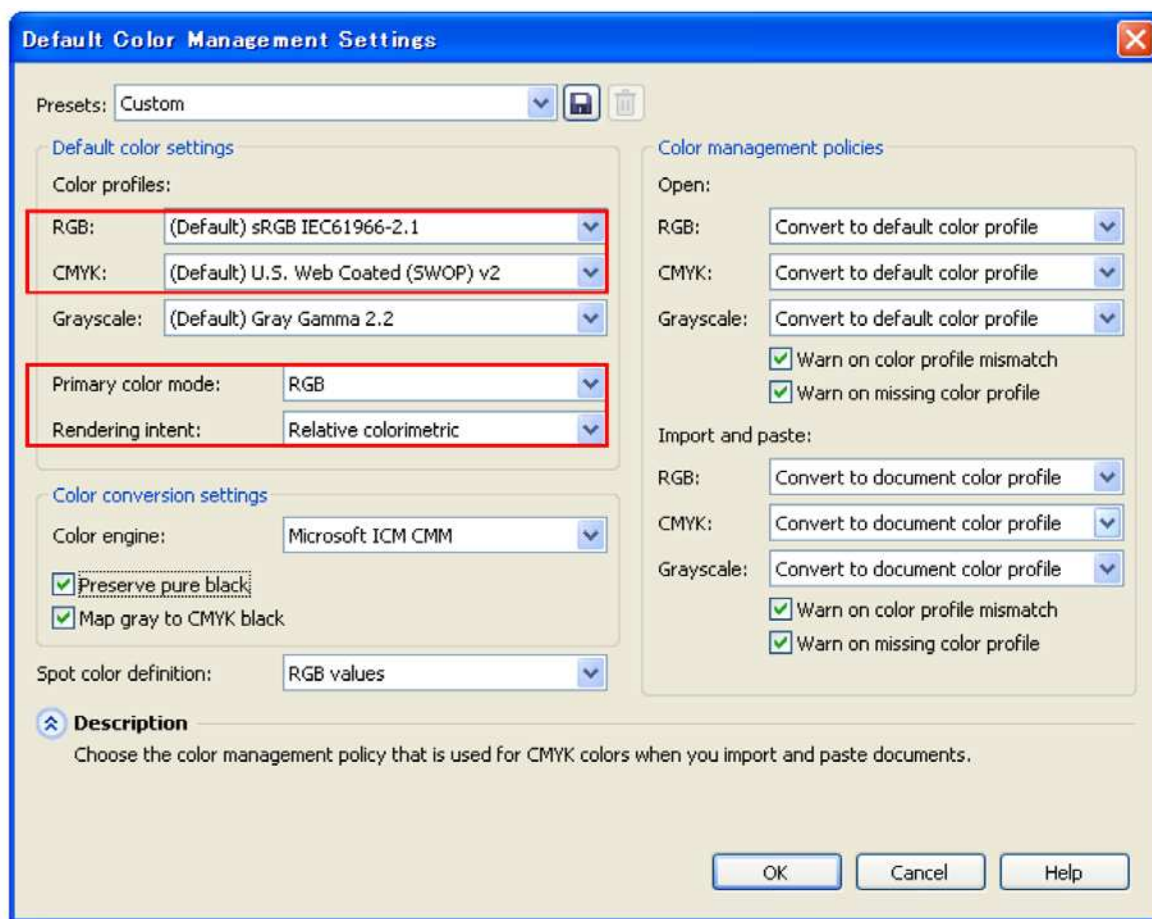 Default Color Management Settings
Presets: Custom
Default color settings
Color profiles:
RGB: (Default) sRGB IEC61966-2.1
CMYK: (Default) U.S. Web Coated (SWOP) v2
Grayscale: (Default) Gray Gamma 2.2
Primary color mode: RGB
Rendering intent: Relative colorimetric
Color conversion settings
Color engine: Microsoft ICM CMM
Preserve pure black
Map gray to CMYK black
Spot color definition: RGB values
Color management policies
Open:
RGB: Convert to default color profile
CMYK: Convert to default color profile
Grayscale: Convert to default color profile
Warn on color profile mismatch
Warn on missing color profile
Import and paste:
RGB: Convert to document color profile
CMYK: Convert to document color profile
Grayscale: Convert to document color profile
Warn on color profile mismatch
Warn on missing color profile
Description
Choose the color management policy that is used for CMYK colors when you import and paste documents.
OK Cancel Help